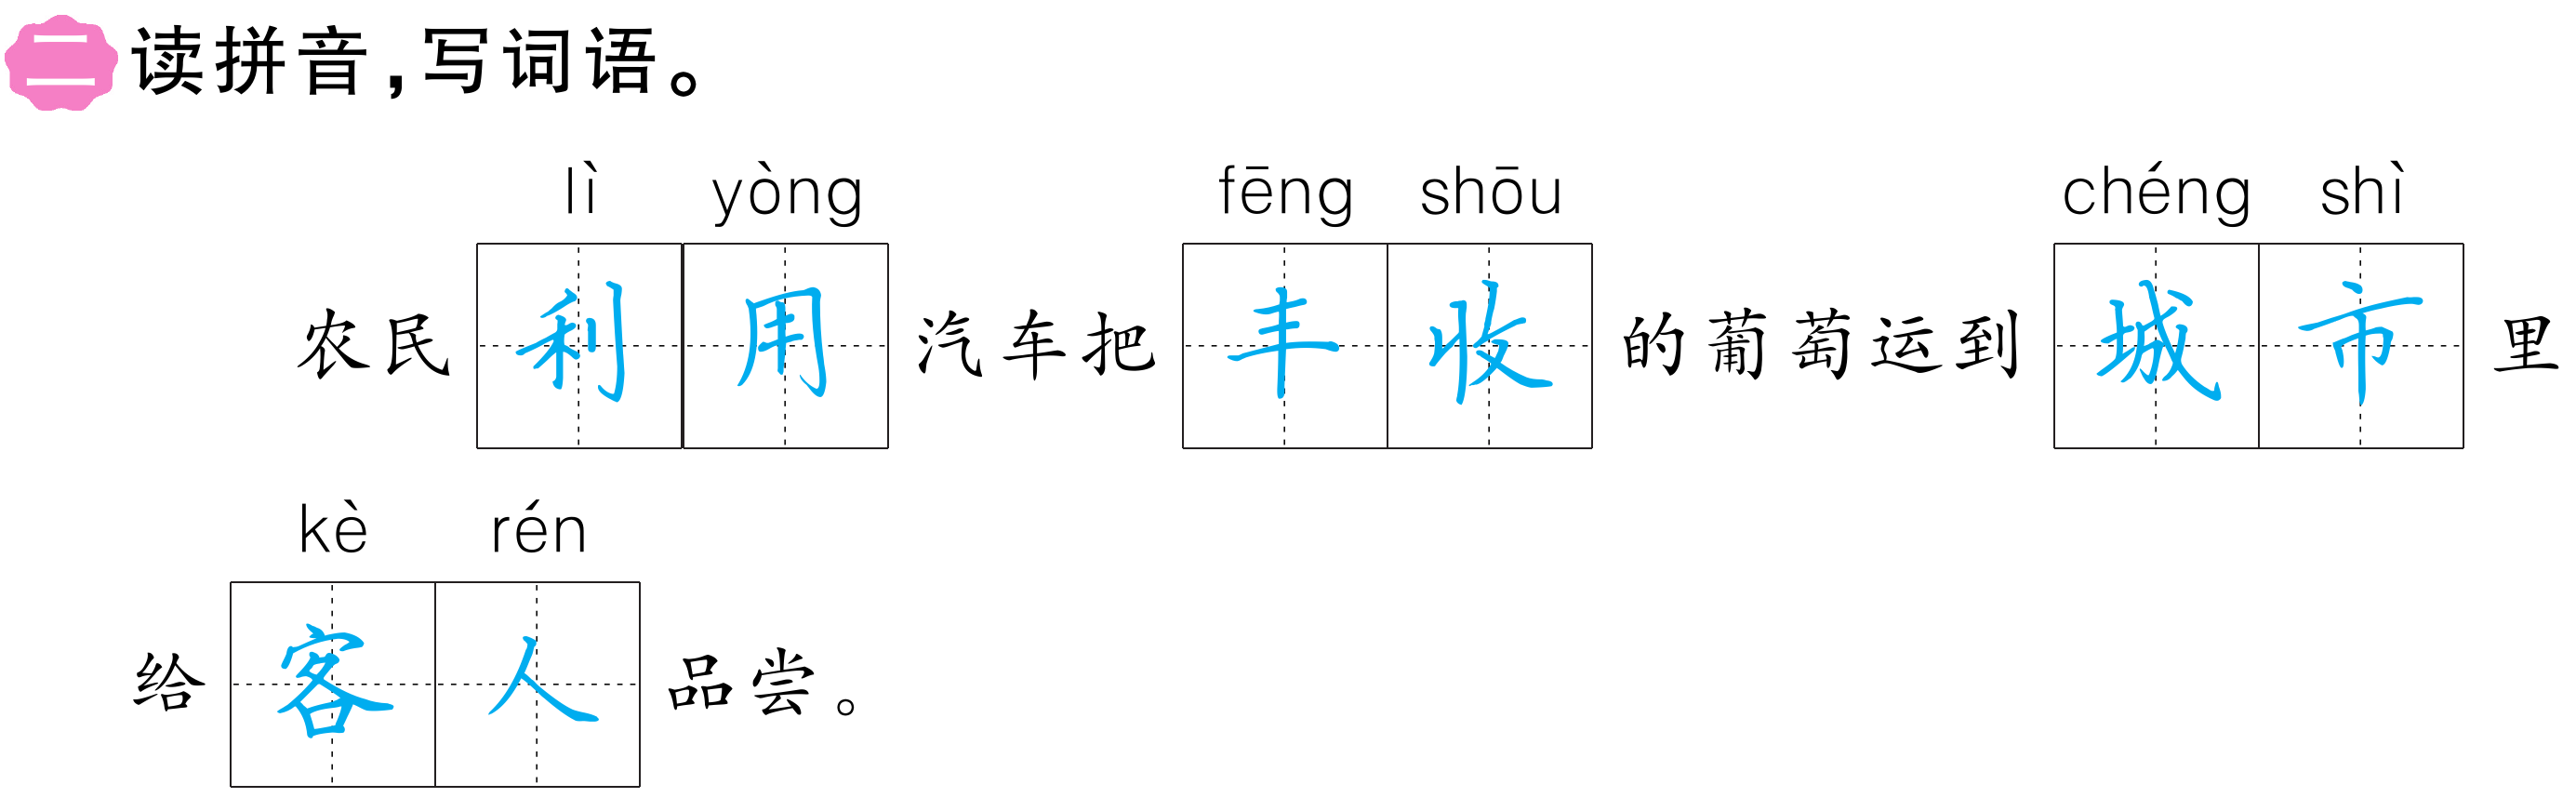 二 读拼音,写词语。
lì yòng fēng shōu chéng shì
农民利用汽车把丰收的葡萄运到城市里
kè rén
给客人品尝。